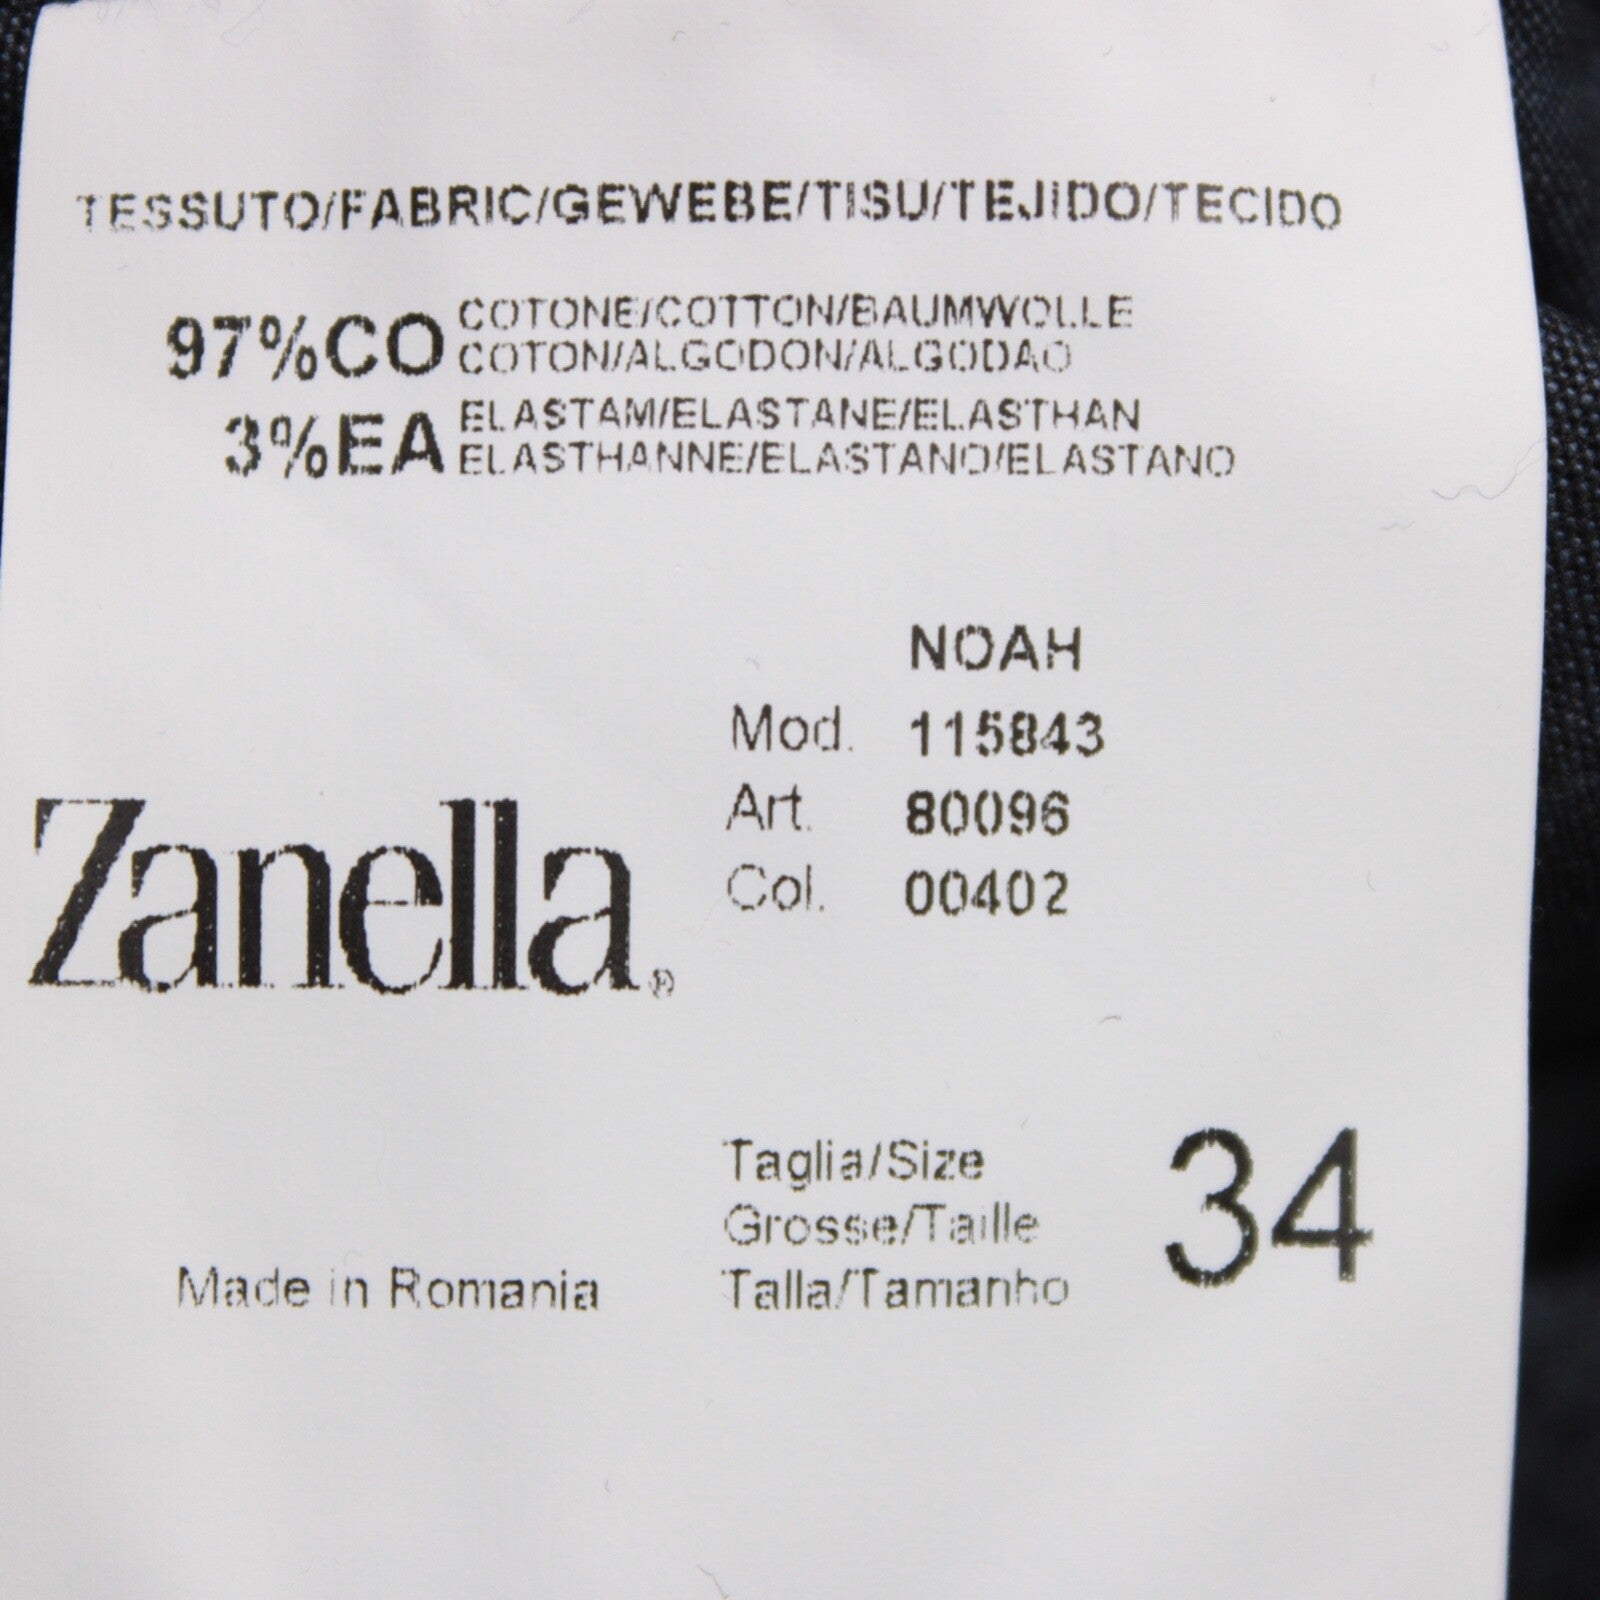 TESSUTO/FABRIC/GEWEBE/TISU/TEJIDO/TECIDO
97%CO COTONE/COTTON/BAUMWOLLE
COTON/ALGODON/ALGODAO
3%EA ELASTAM/ELASTANE/ELASTHAN
ELASTHANNE/ELASTANO/ELASTANO
NOAH
Mod. 115843
Art. 80096
Col. 00402
Zanella®
Taglia/Size
Grosse/Taille
Talla/Tamanho
34
Made in Romania